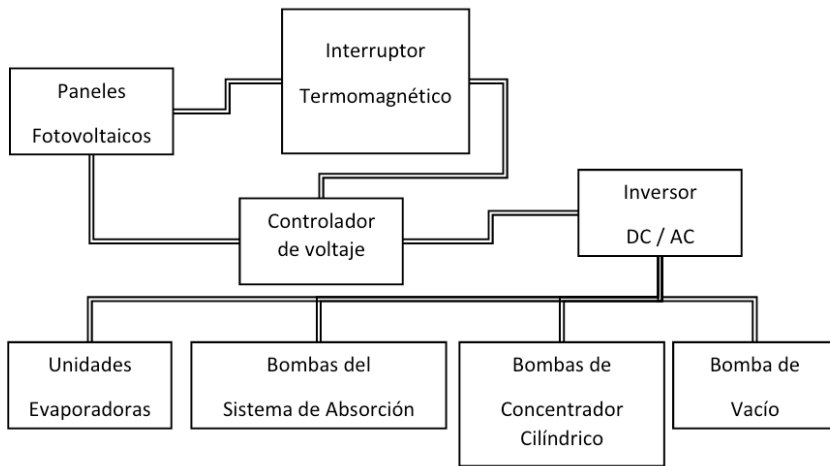 Interruptor
Termomagnético
Paneles
Fotovoltaicos
Controlador
de voltaje
Inversor
DC / AC
Unidades
Evaporadoras
Bombas del
Sistema de Absorción
Bombas de
Concentrador
Cilíndrico
Bomba de
Vacío